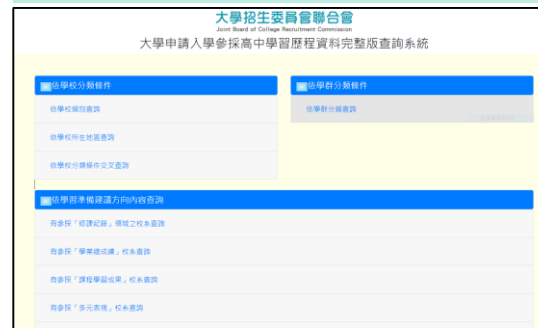 大學招生委員會聯合會
Joint Board of College Recruitment Commission
大學申請入學參採高中學習歷程資料完整版查詢系統
依學校分類條件
依學校類別查詢
依學校所在地區查詢
依學校分類條件交叉查詢
依學群分類條件
依學群分類查詢
依學習準備建議方向內容查詢
有參採「修課紀錄」領域之校系查詢
有參採「學業總成績」校系查詢
有參採「課程學習成果」校系查詢
有參採「多元表現」校系查詢